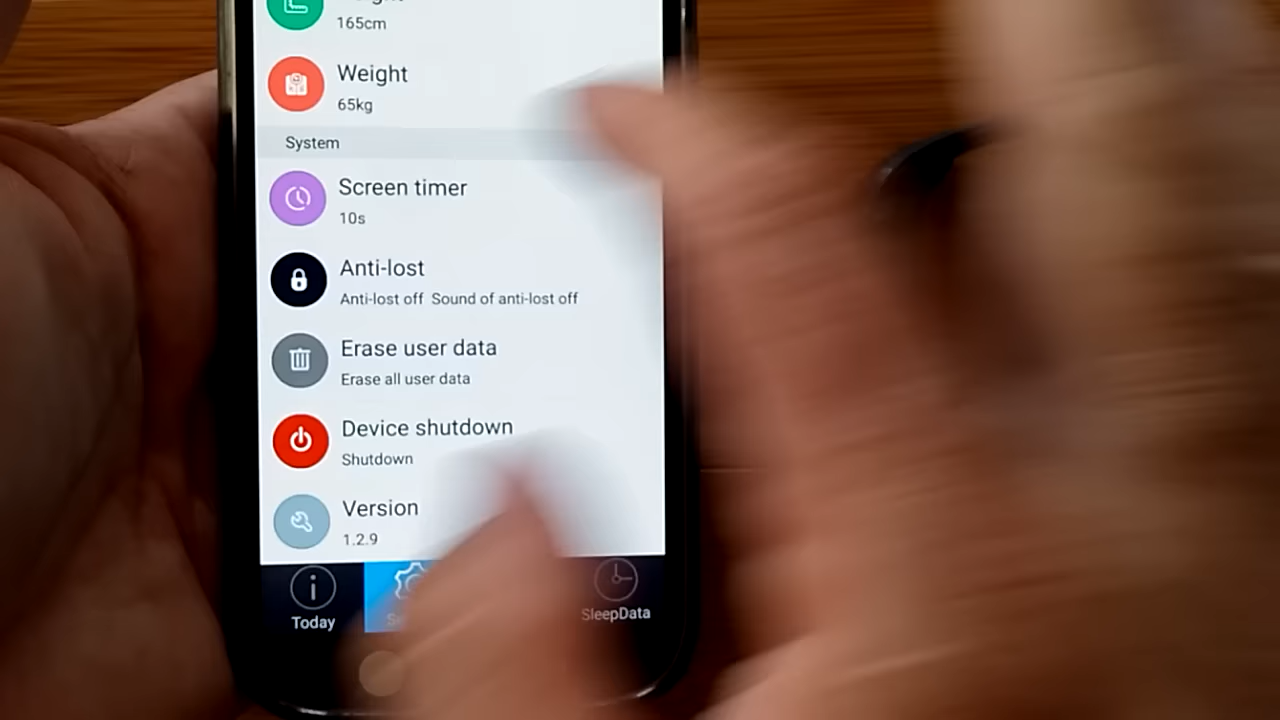 165cm
Weight
65kg
System
Screen timer
10s
Anti-lost
Anti-lost off Sound of anti-lost off
Erase user data
Erase all user data
Device shutdown
Shutdown
Version
1.2.9
Today
SleepData